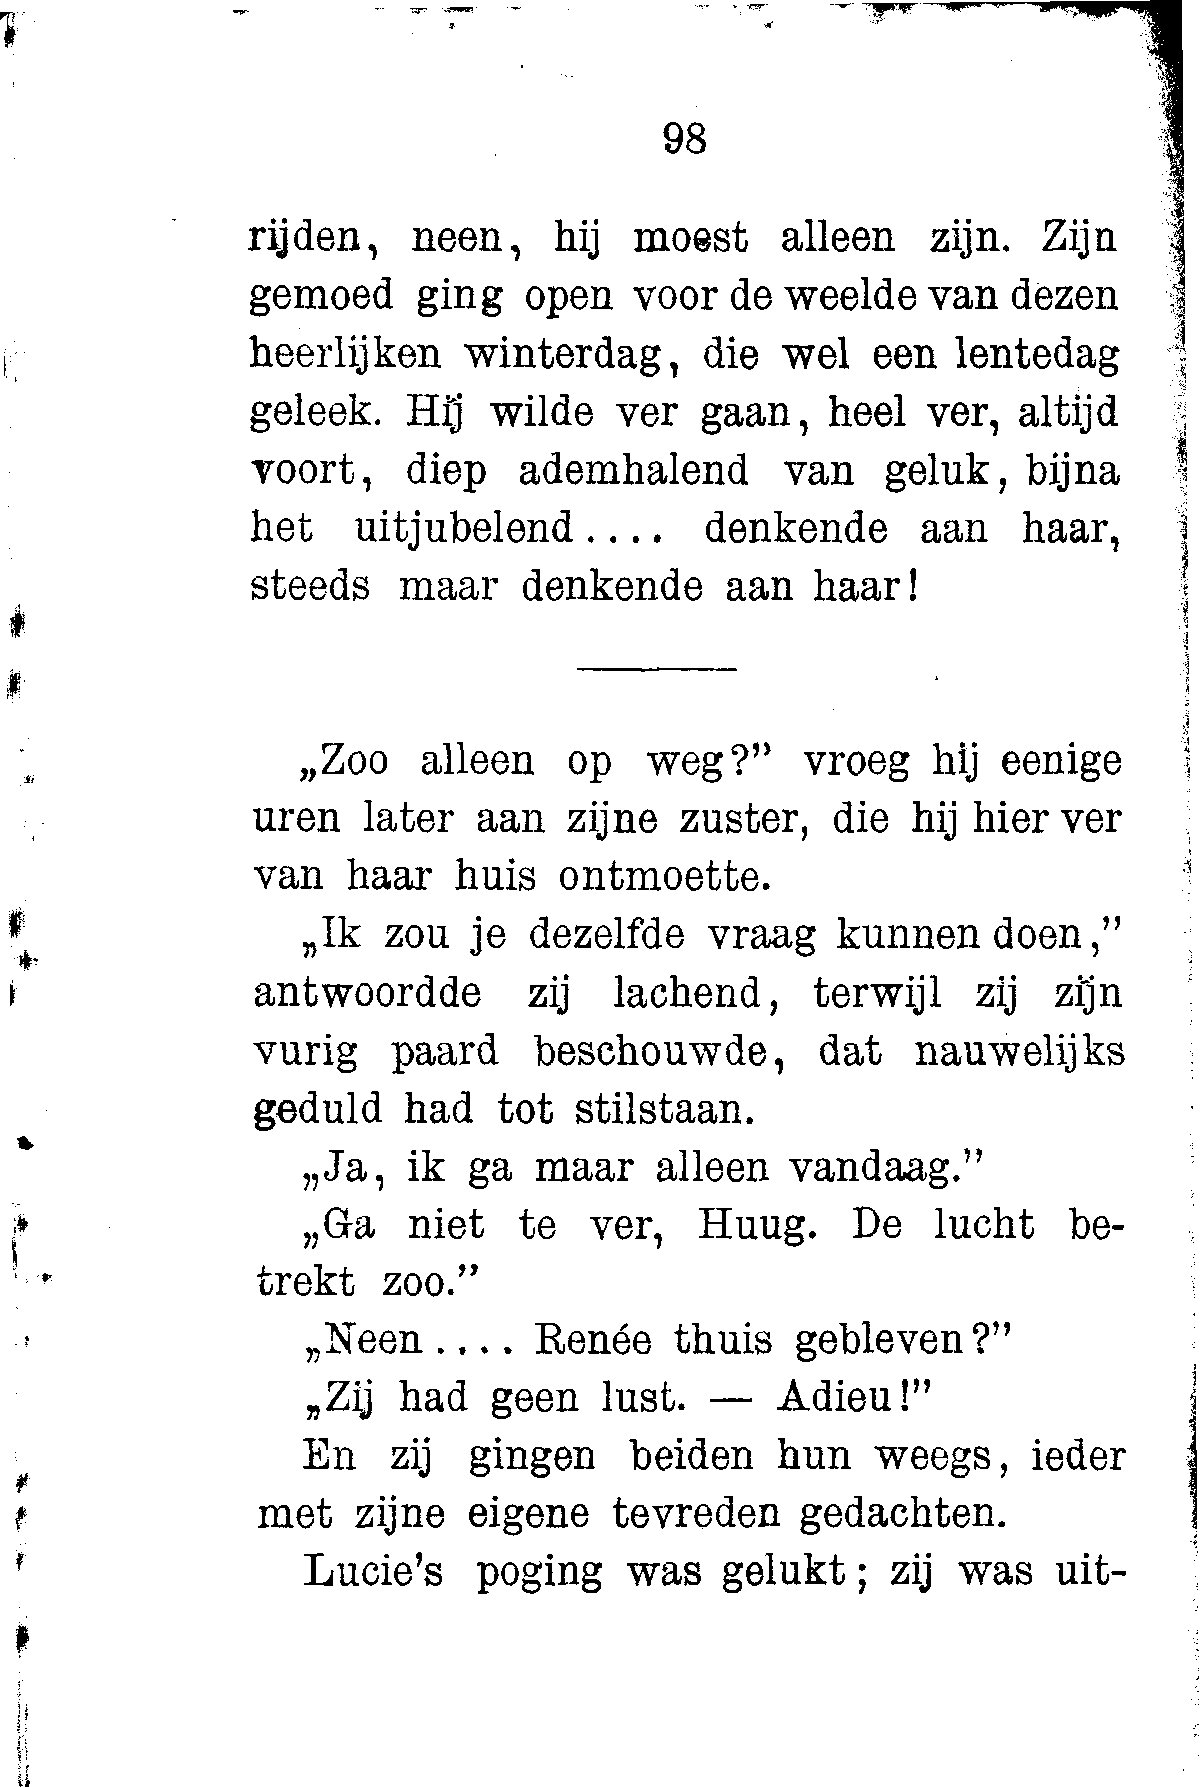 98
rijden, neen, hij moest alleen zijn. Zijn
gemoed ging open voor de weelde van dezen
heerlijken winterdag, die wel een lentedag
geleek. Hij wilde ver gaan, heel ver, altijd
voort, diep ademhalend van geluk, bijna
het uitjubelend.... denkende aan haar,
steeds maar denkende aan haar!
„Zoo alleen op weg?” vroeg hij eenige
uren later aan zijne zuster, die hij hier ver
van haar huis ontmoette.
„Ik zou je dezelfde vraag kunnen doen,”
antwoordde zij lachend, terwijl zij zijn
vurig paard beschouwde, dat nauwelijks
geduld had tot stilstaan.
„Ja, ik ga maar alleen vandaag.”
„Ga niet te ver, Huug. De lucht be-
trekt zoo.”
„Neen.... Renée thuis gebleven?”
„Zij had geen lust. — Adieu!”
En zij gingen beiden hun weegs, ieder
met zijne eigene tevreden gedachten.
Lucie's poging was gelukt; zij was uit-